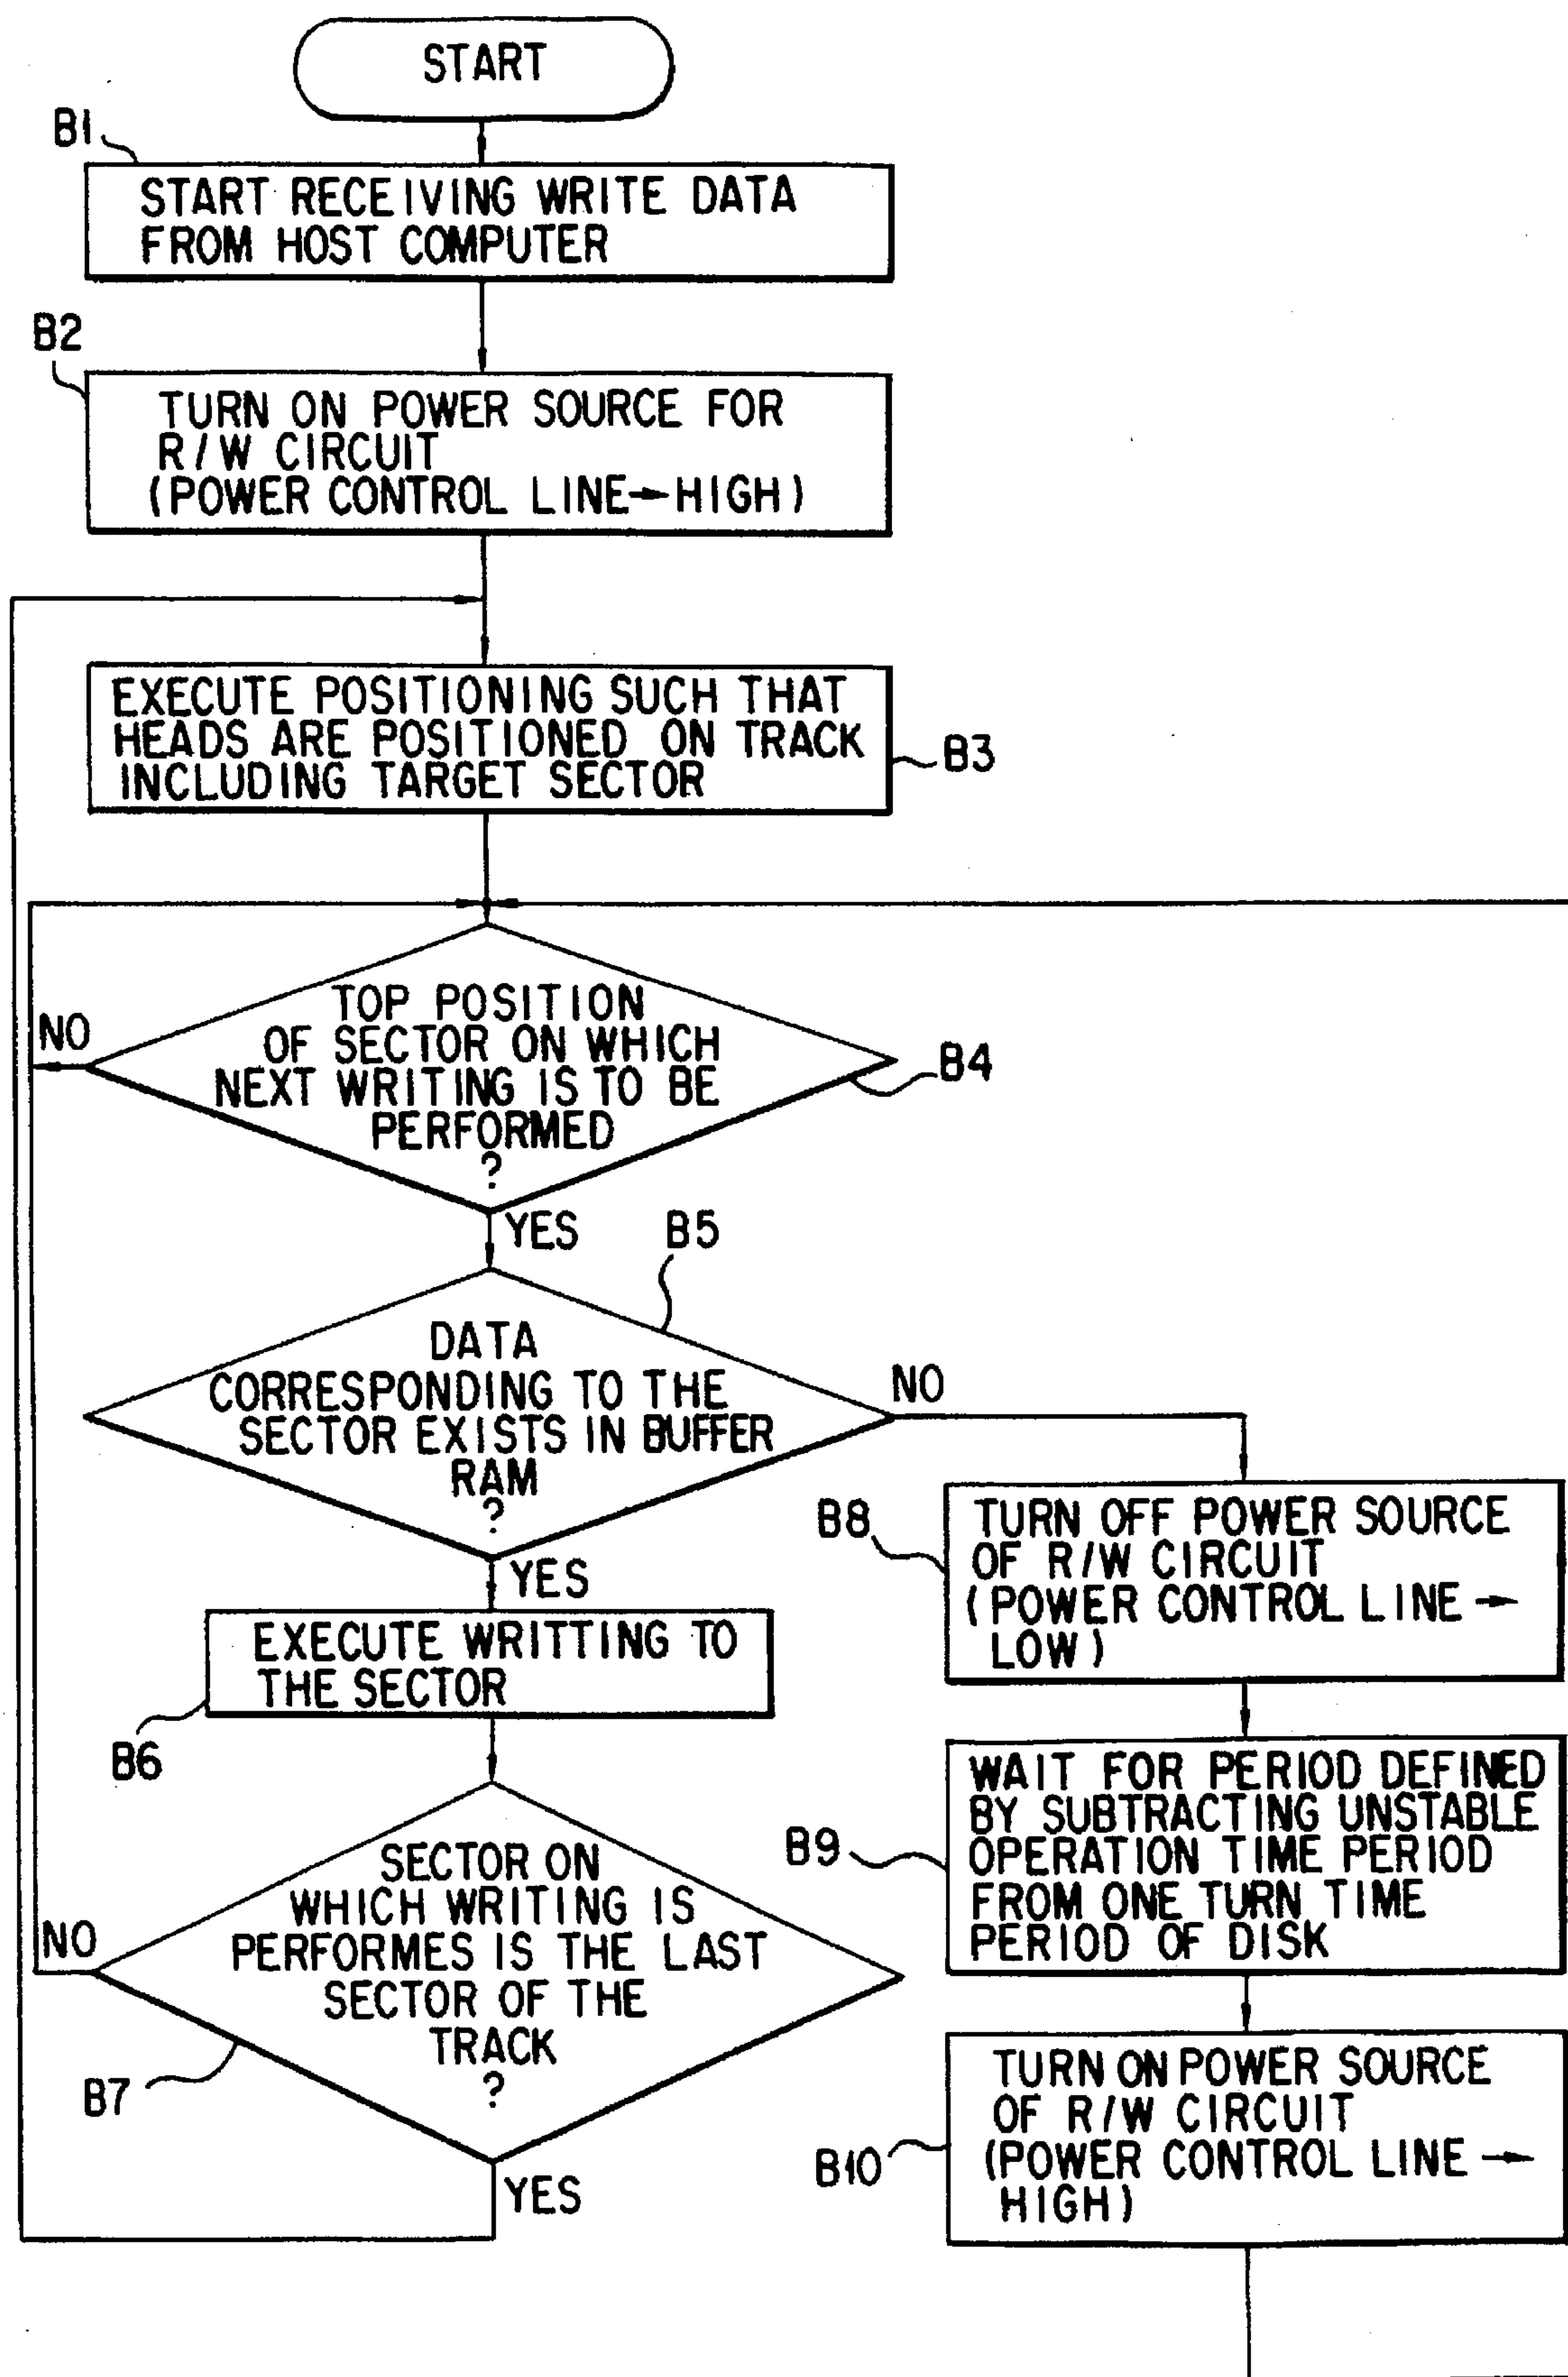 START
B1
START RECEIVING WRITE DATA
FROM HOST COMPUTER
B2
TURN ON POWER SOURCE FOR
R/W CIRCUIT
(POWER CONTROL LINE→HIGH)
EXECUTE POSITIONING SUCH THAT
HEADS ARE POSITIONED ON TRACK
INCLUDING TARGET SECTOR
B3
TOP POSITION
OF SECTOR ON WHICH
NEXT WRITING IS TO BE
PERFORMED
?
NO
B4
YES
B5
DATA
CORRESPONDING TO THE
SECTOR EXISTS IN BUFFER
RAM
?
NO
YES
EXECUTE WRITTING TO
THE SECTOR
B6
SECTOR ON
WHICH WRITING IS
PERFORMES IS THE LAST
SECTOR OF THE
TRACK
?
NO
B7
YES
B8
TURN OFF POWER SOURCE
OF R/W CIRCUIT
(POWER CONTROL LINE →
LOW)
B9
WAIT FOR PERIOD DEFINED
BY SUBTRACTING UNSTABLE
OPERATION TIME PERIOD
FROM ONE TURN TIME
PERIOD OF DISK
B10
TURN ON POWER SOURCE
OF R/W CIRCUIT
(POWER CONTROL LINE →
HIGH)